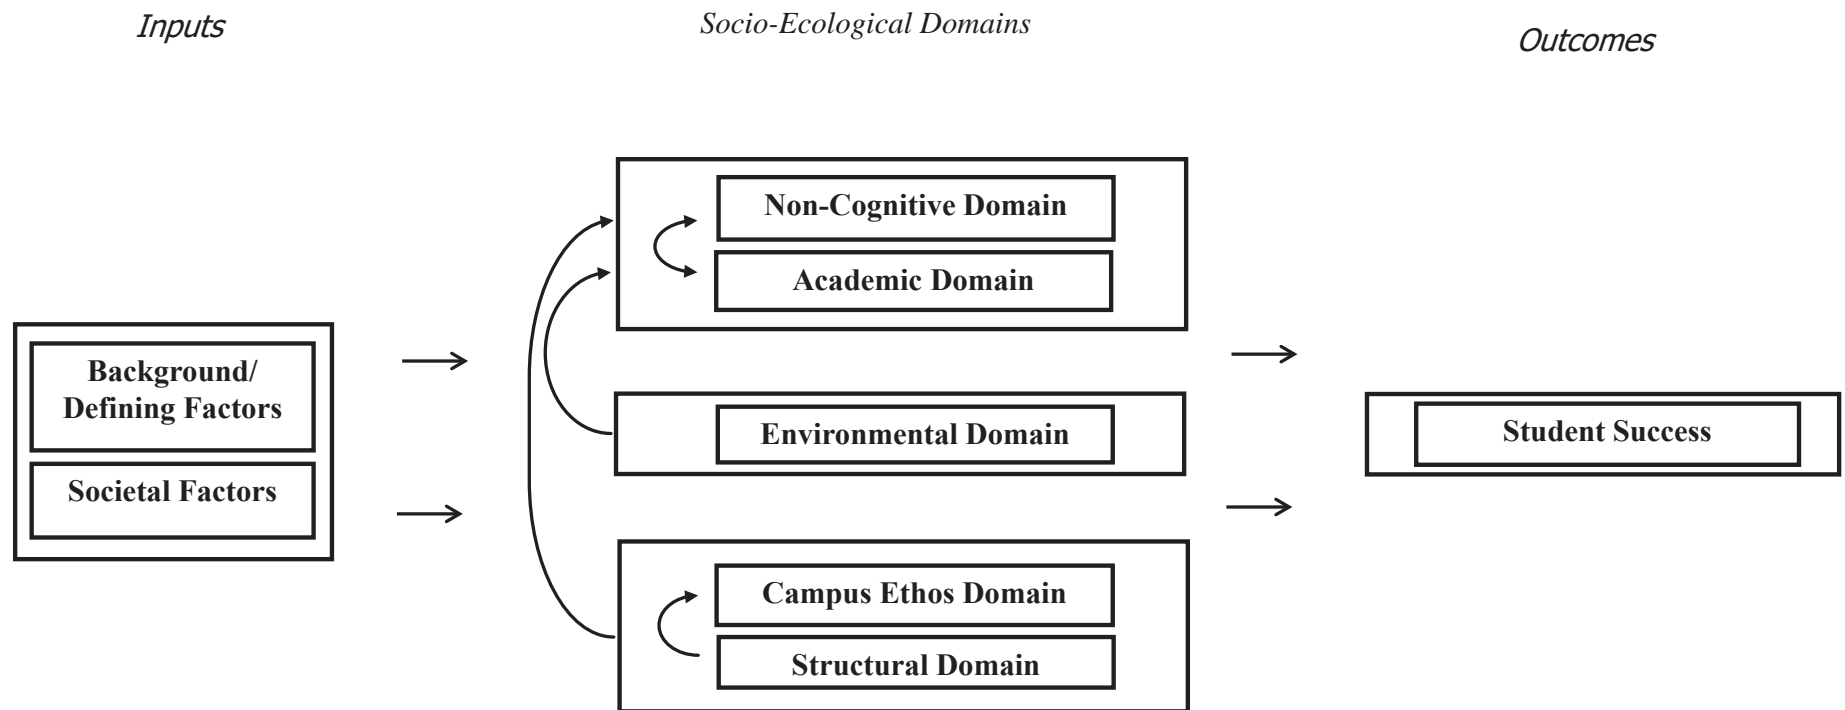 Inputs
Socio-Ecological Domains
Outcomes
Background/
Defining Factors
Societal Factors
Non-Cognitive Domain
Academic Domain
Environmental Domain
Campus Ethos Domain
Structural Domain
Student Success